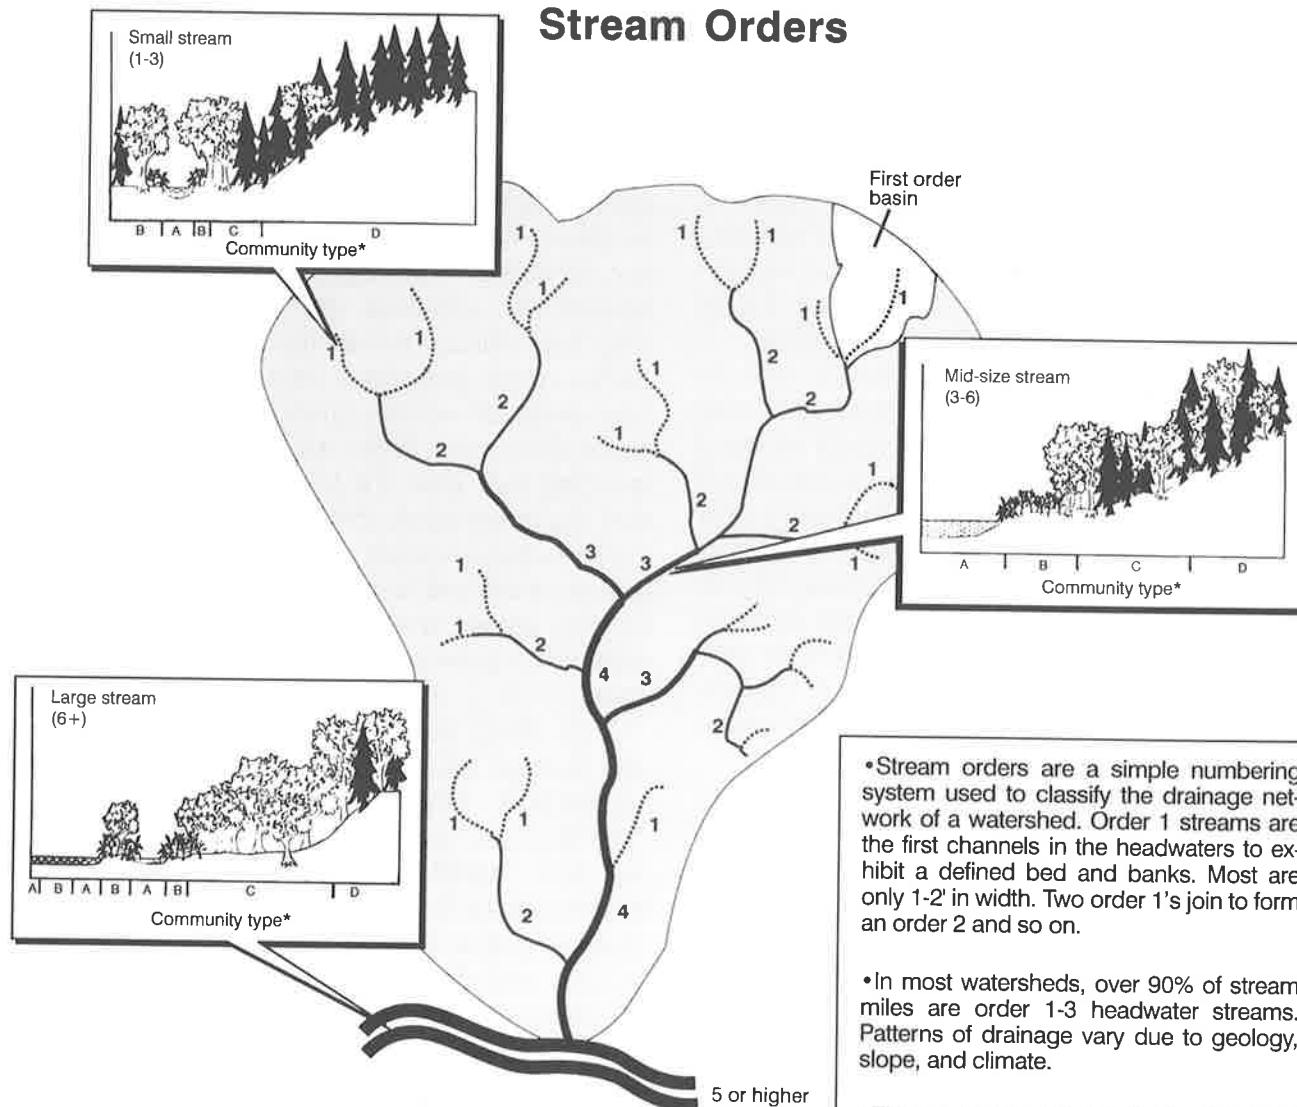 Stream Orders
Small stream
(1-3)
B A B C D
Community type*
First order
basin
1
1
1
1
1
1
1
1
1
1
2
2
2
2
1
1
2
1
2
1
3
3
Mid-size stream
(3-6)
A B C D
Community type*
1
1
2
4
3
2
Large stream
(6+)
A B A B A B C D
Community type*
1
1
1
2
4
5 or higher
•Stream orders are a simple numbering
system used to classify the drainage net-
work of a watershed. Order 1 streams are
the first channels in the headwaters to ex-
hibit a defined bed and banks. Most are
only 1-2' in width. Two order 1's join to form
an order 2 and so on.
•In most watersheds, over 90% of stream
miles are order 1-3 headwater streams.
Patterns of drainage vary due to geology,
slope, and climate.